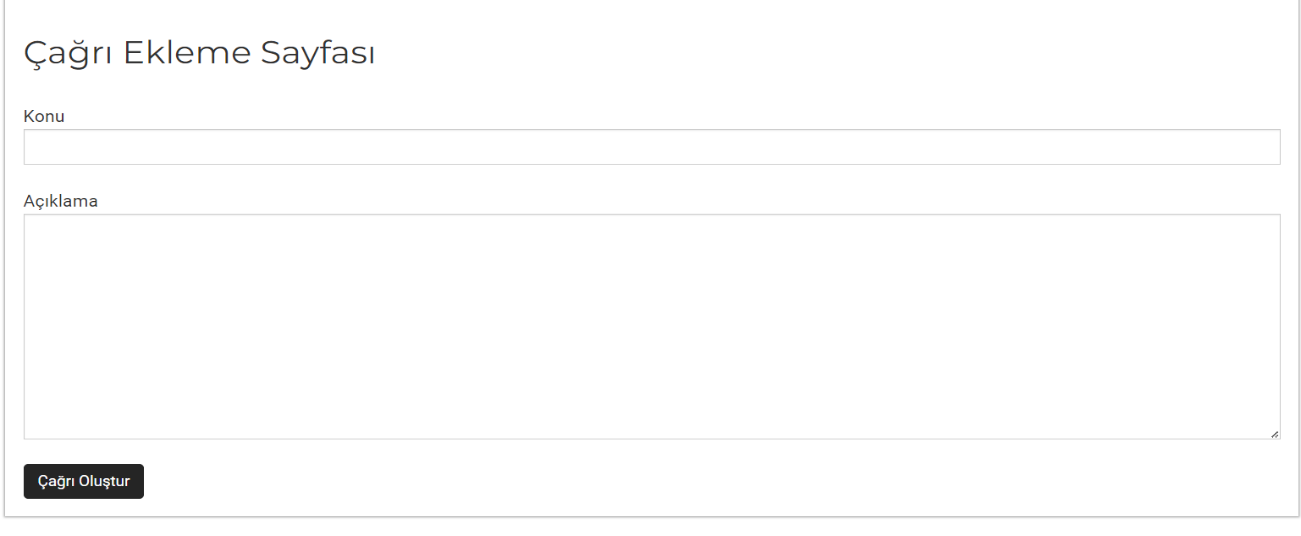 Çağrı Ekleme Sayfası
Konu
Açıklama
Çağrı Oluştur